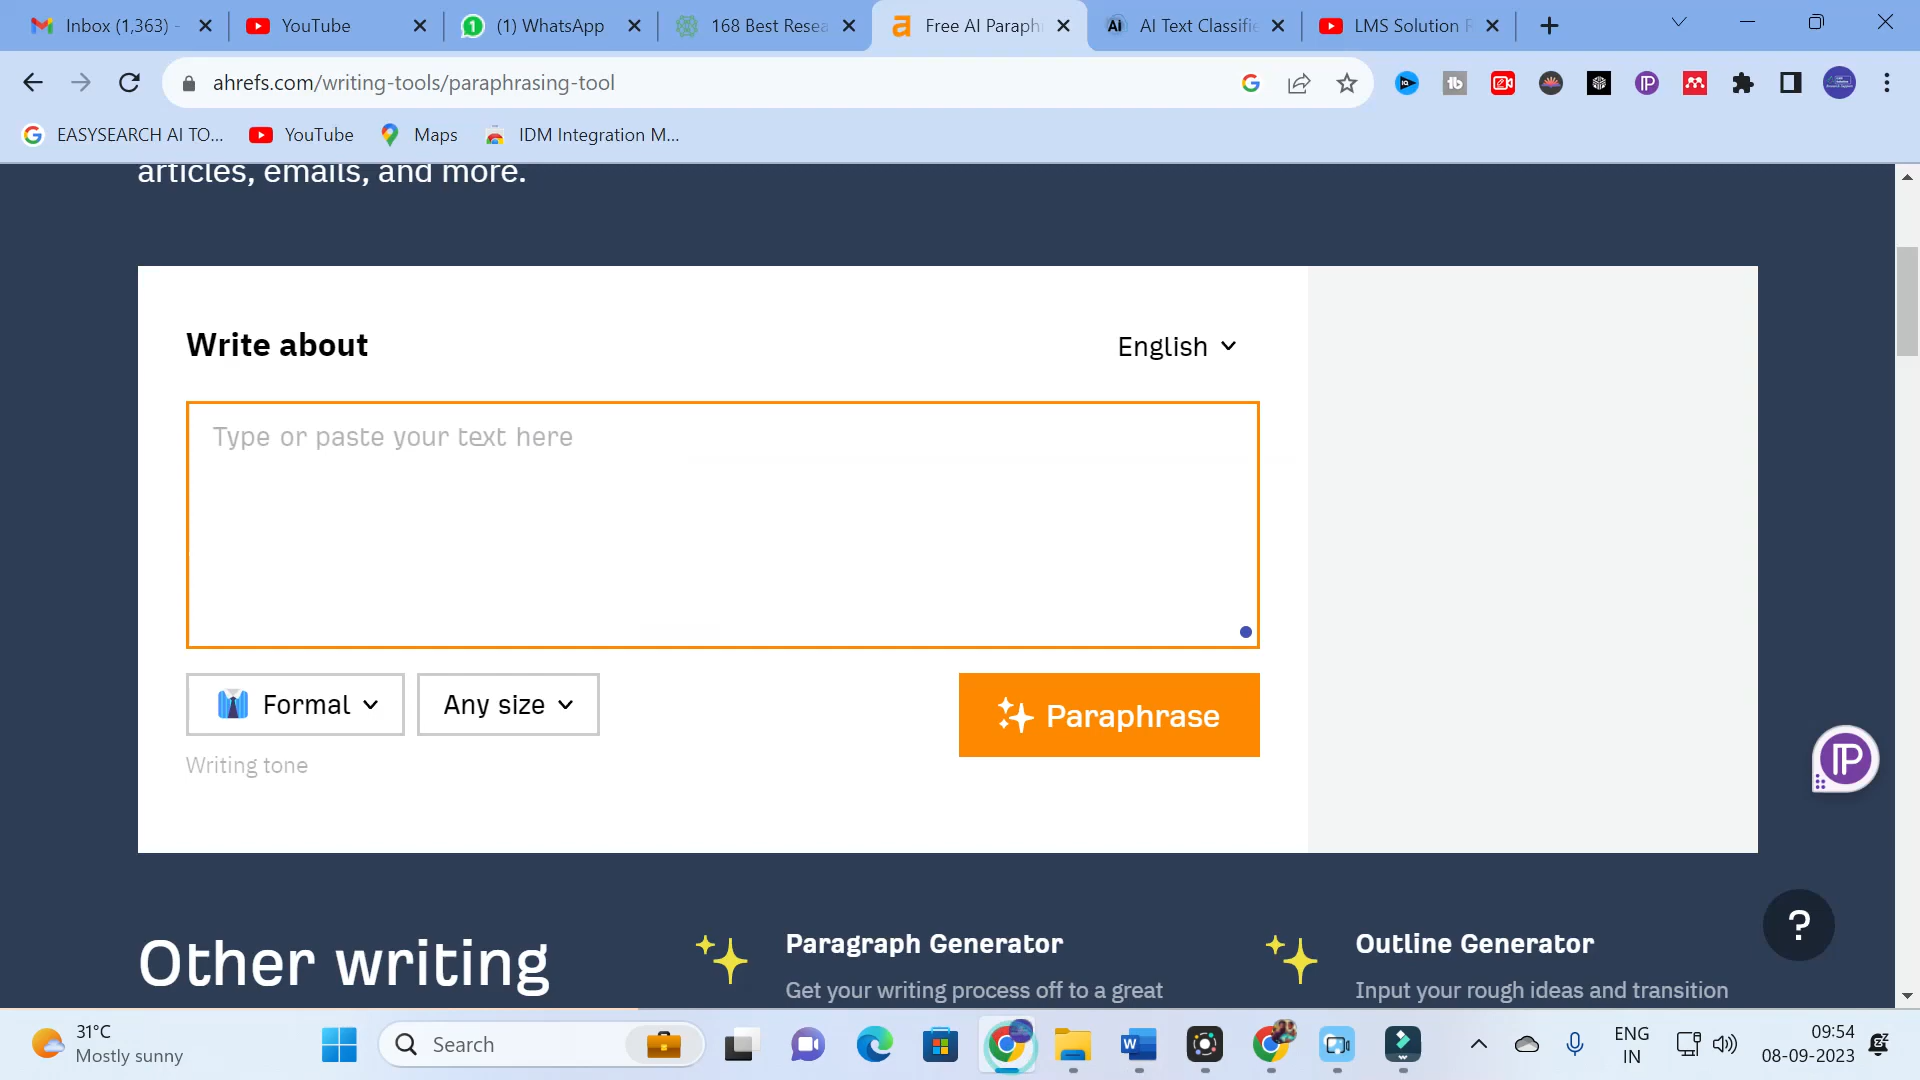 Inbox (1,363) -
YouTube
(1) WhatsApp
168 Best Resea
Free AI Paraph
AI Text Classifie
LMS Solution R
ahrefs.com/writing-tools/paraphrasing-tool
EASYSEARCH AI TO...
YouTube
Maps
IDM Integration M...
articles, emails, and more.
Write about
English
Type or paste your text here
Formal
Any size
Paraphrase
Writing tone
Other writing
Paragraph Generator
Get your writing process off to a great
Outline Generator
Input your rough ideas and transition
31°C
Mostly sunny
Search
ENG
IN
09:54
08-09-2023